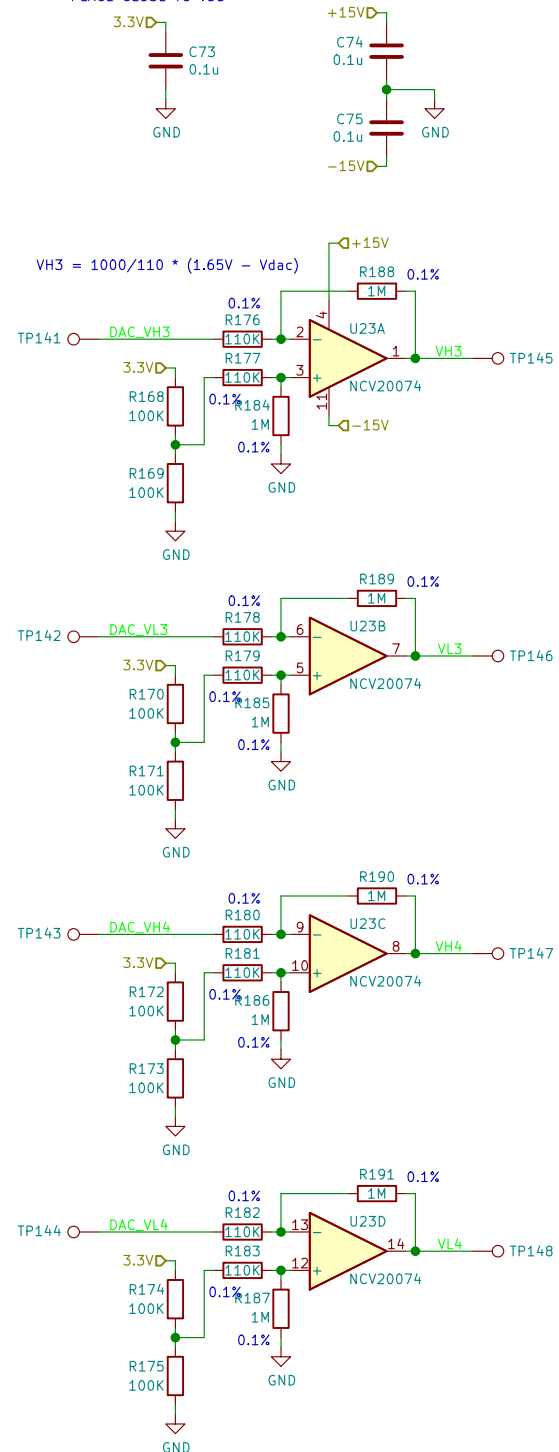 3.3V
C73
0.1u
GND
+15V
C74
0.1u
GND
C75
0.1u
-15V
VH3 = 1000/110 * (1.65V - Vdac)
+15V
R188
0.1%
1M
0.1%
R176
4
U23A
TP141
DAC_VH3
110K
2
-
R177
1
VH3
TP145
3.3V
110K
3
+
NCV20074
R168
100K
0.1%
R184
1M
11
-15V
0.1%
R169
100K
GND
GND
R189
0.1%
1M
0.1%
R178
U23B
TP142
DAC_VL3
110K
6
-
R179
7
VL3
TP146
3.3V
110K
5
+
NCV20074
R170
100K
0.1%
R185
1M
0.1%
R171
100K
GND
GND
R190
0.1%
1M
0.1%
R180
U23C
TP143
DAC_VH4
110K
9
-
R181
8
VH4
TP147
3.3V
110K
10
+
NCV20074
R172
100K
0.1%
R186
1M
0.1%
R173
100K
GND
GND
R191
0.1%
1M
0.1%
R182
U23D
TP144
DAC_VL4
110K
13
-
R183
14
VL4
TP148
3.3V
110K
12
+
NCV20074
R174
100K
0.1%
R187
1M
0.1%
R175
100K
GND
GND